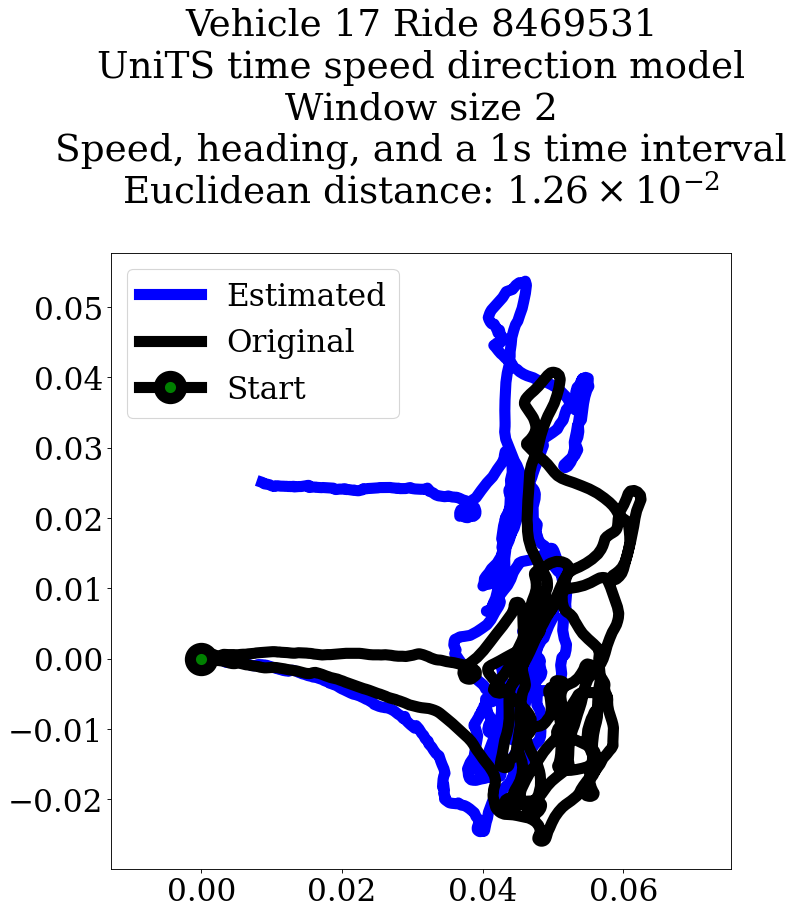 Vehicle 17 Ride 8469531
UniTS time speed direction model
Window size 2
Speed, heading, and a 1s time interval
Euclidean distance: 1.26 × 10⁻²
Estimated
Original
Start
0.05
0.04
0.03
0.02
0.01
0.00
−0.01
−0.02
0.00 0.02 0.04 0.06